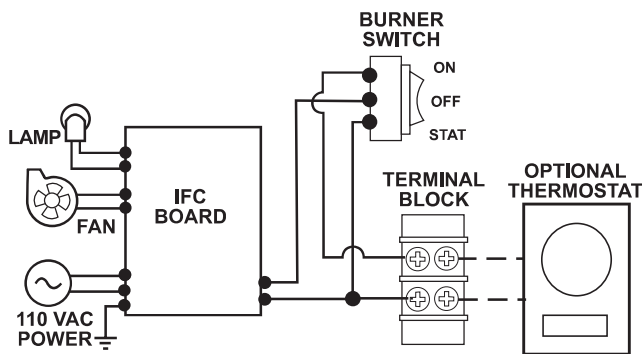 BURNER
SWITCH
ON
OFF
STAT
LAMP
FAN
IFC
BOARD
110 VAC
POWER
TERMINAL
BLOCK
OPTIONAL
THERMOSTAT